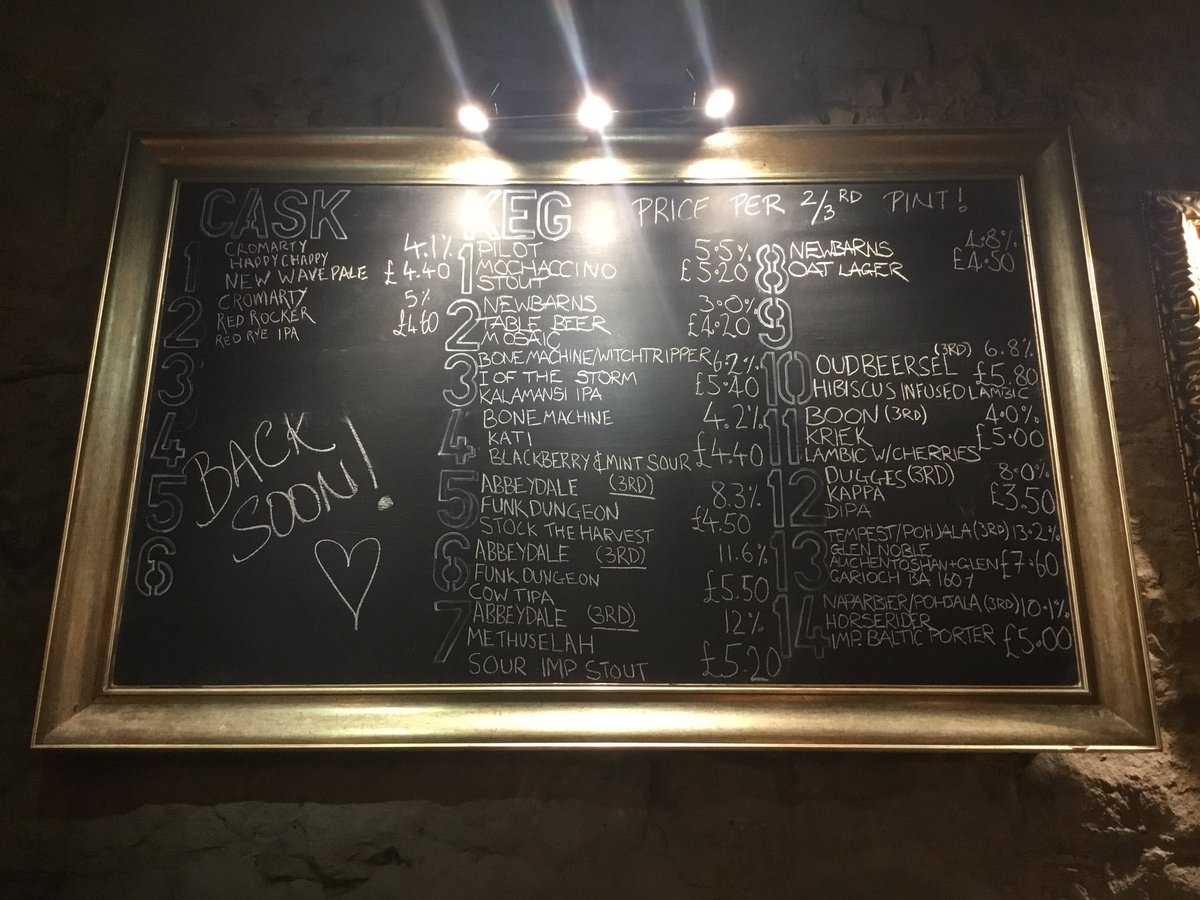 CASK
1 CROMARTY 4.1%
HAPPY CHAPPY
NEW WAVE PALE £4.40
2 CROMARTY 5%
RED ROCKER £4.60
RED RYE IPA
3
4
5
6
BACK
SOON!
KEG PRICE PER 2/3RD PINT!
1 PILOT 5.5%
MOCHACCINO £5.20
STOUT
2 NEWBARNS 3.0%
TABLE BEER £4.20
MOSAIC
3 BONE MACHINE/WITCHTRIPPER 6.2%
I OF THE STORM £5.40
KALAMANSI IPA
4 BONE MACHINE 4.2%
KATI
BLACKBERRY & MINT SOUR £4.40
5 ABBEYDALE (3RD) 8.3%
FUNK DUNGEON £4.50
STOCK THE HARVEST
6 ABBEYDALE (3RD) 11.6%
FUNK DUNGEON £5.50
COW TIPA
7 ABBEYDALE (3RD) 12%
METHUSELAH
SOUR IMP STOUT £5.20
8 NEWBARNS 4.8%
OAT LAGER £4.50
9
10 OUDBEERSEL (3RD) 6.8%
£5.80
HIBISCUS INFUSED LAMBIC
11 BOON (3RD) 4.0%
KRIEK £5.00
LAMBIC W/CHERRIES
12 DUGGES (3RD) 8.0%
KAPPA £3.50
DIPA
13 TEMPEST/POHJALA (3RD) 13.2%
GLEN NOBLE
AUCHENTOSHAN+GLEN £7.60
GARIOCH BA 1607
14 NAPARBIER/POHJALA (3RD) 10.1%
HORSERIDER
IMP. BALTIC PORTER £5.00